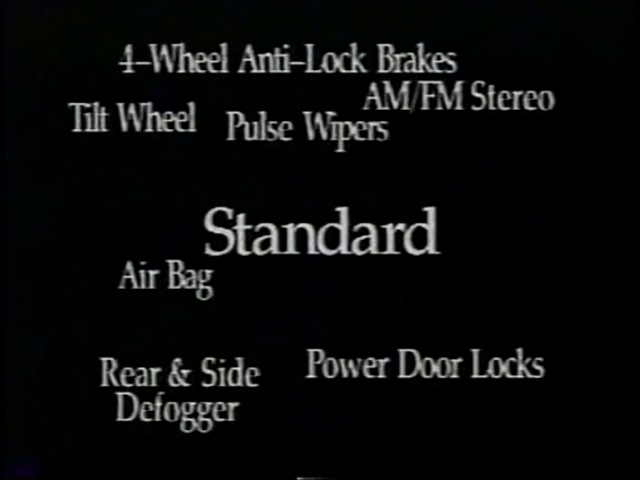 4-Wheel Anti-Lock Brakes
AM/FM Stereo
Tilt Wheel
Pulse Wipers
Standard
Air Bag
Power Door Locks
Rear & Side
Defogger